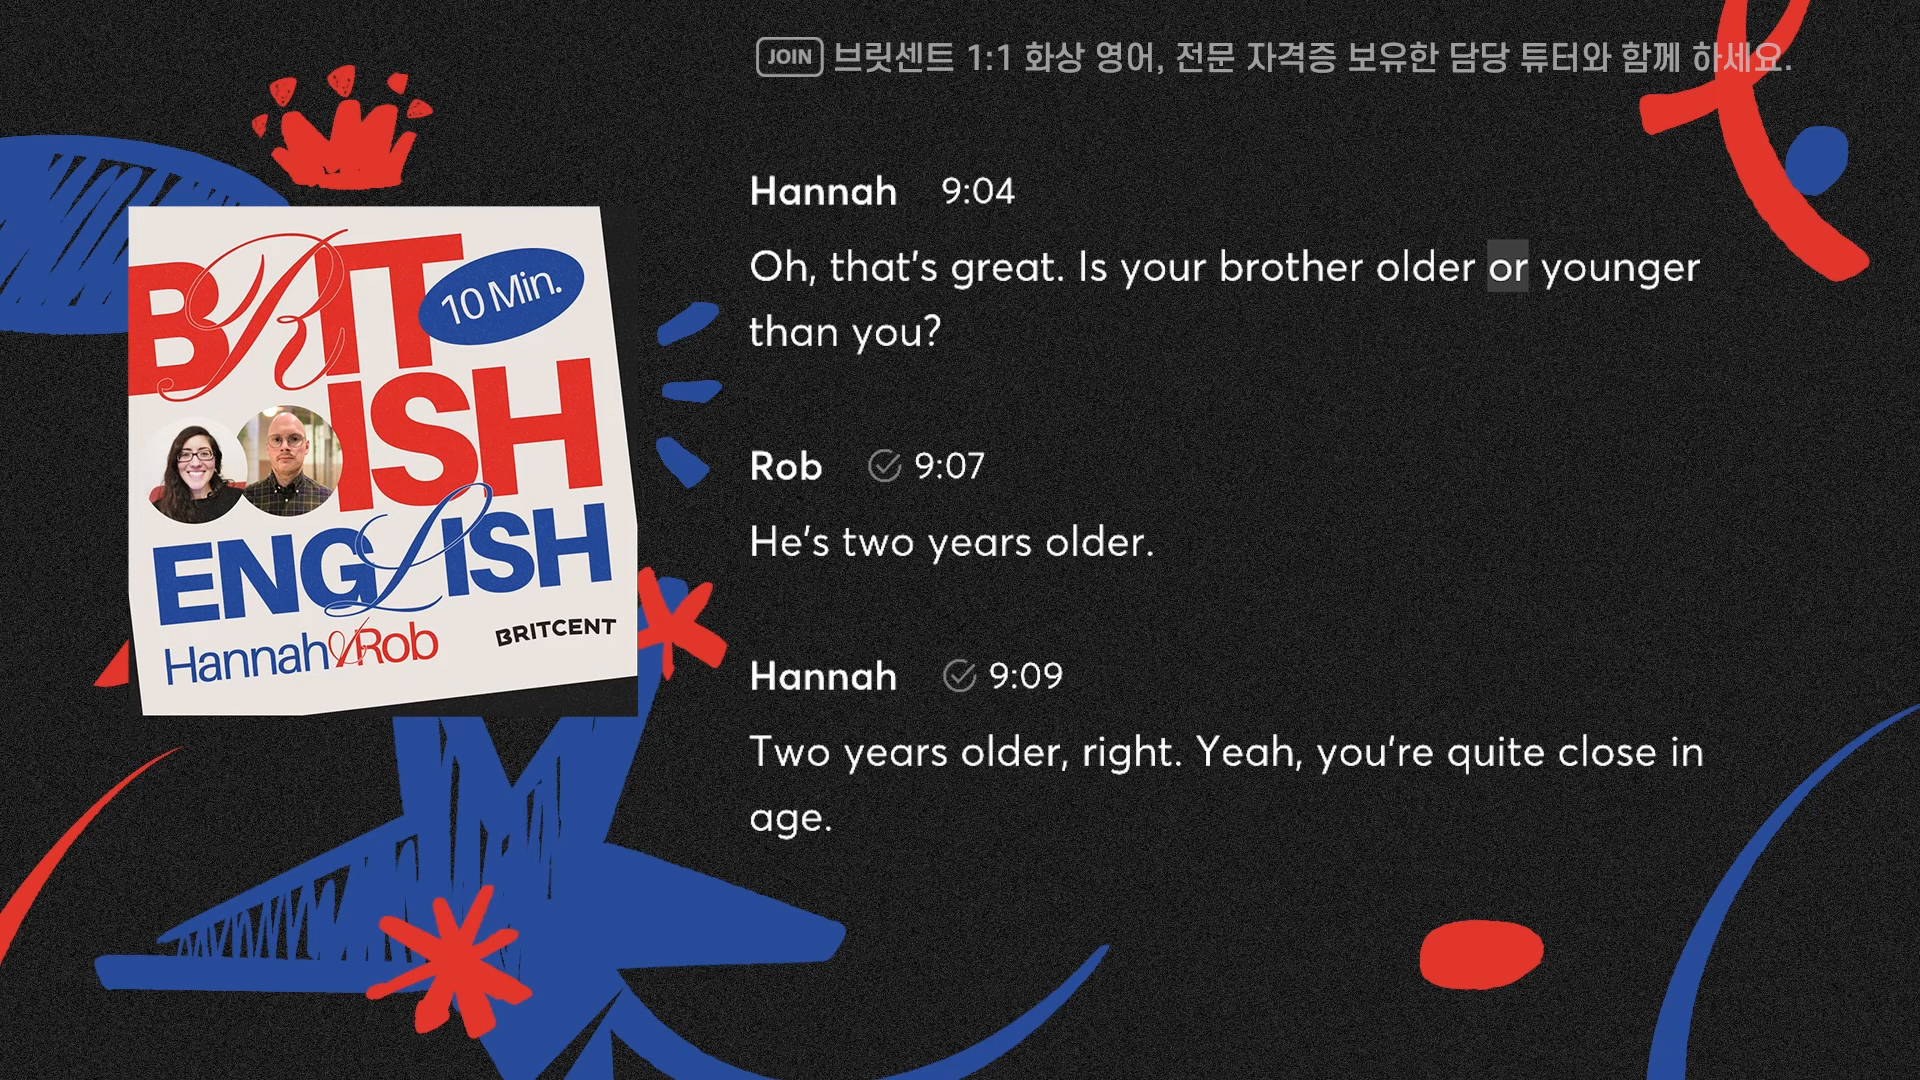 JOIN 브릿센트 1:1 화상 영어, 전문 자격증 보유한 담당 튜터와 함께 하세요.
BRIT
10 Min.
ISH
ENGLISH
Hannah & Rob
BRITCENT
Hannah 9:04
Oh, that's great. Is your brother older or younger
than you?
Rob 9:07
He's two years older.
Hannah 9:09
Two years older, right. Yeah, you're quite close in
age.